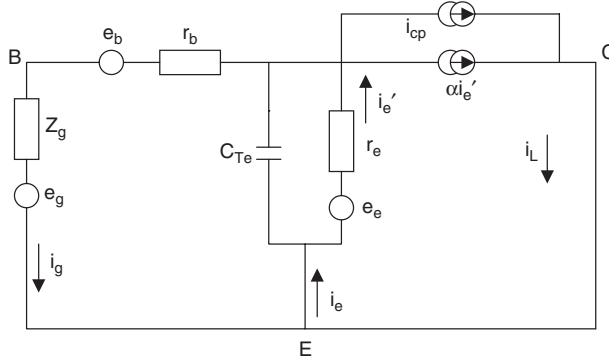 i_cp
B
e_b
r_b
C
αi_e′
i_e′
Z_g
C_Te
r_e
i_L
e_g
e_e
i_g
i_e
E